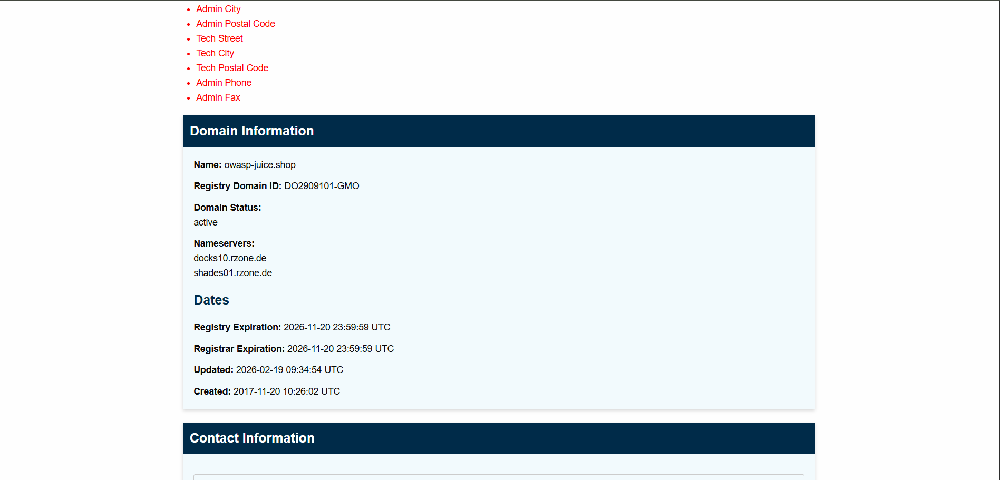 Admin City
Admin Postal Code
Tech Street
Tech City
Tech Postal Code
Admin Phone
Admin Fax
Domain Information
Name: owasp-juice.shop
Registry Domain ID: DO2909101-GMO
Domain Status:
active
Nameservers:
docks10.rzone.de
shades01.rzone.de
Dates
Registry Expiration: 2026-11-20 23:59:59 UTC
Registrar Expiration: 2026-11-20 23:59:59 UTC
Updated: 2026-02-19 09:34:54 UTC
Created: 2017-11-20 10:26:02 UTC
Contact Information